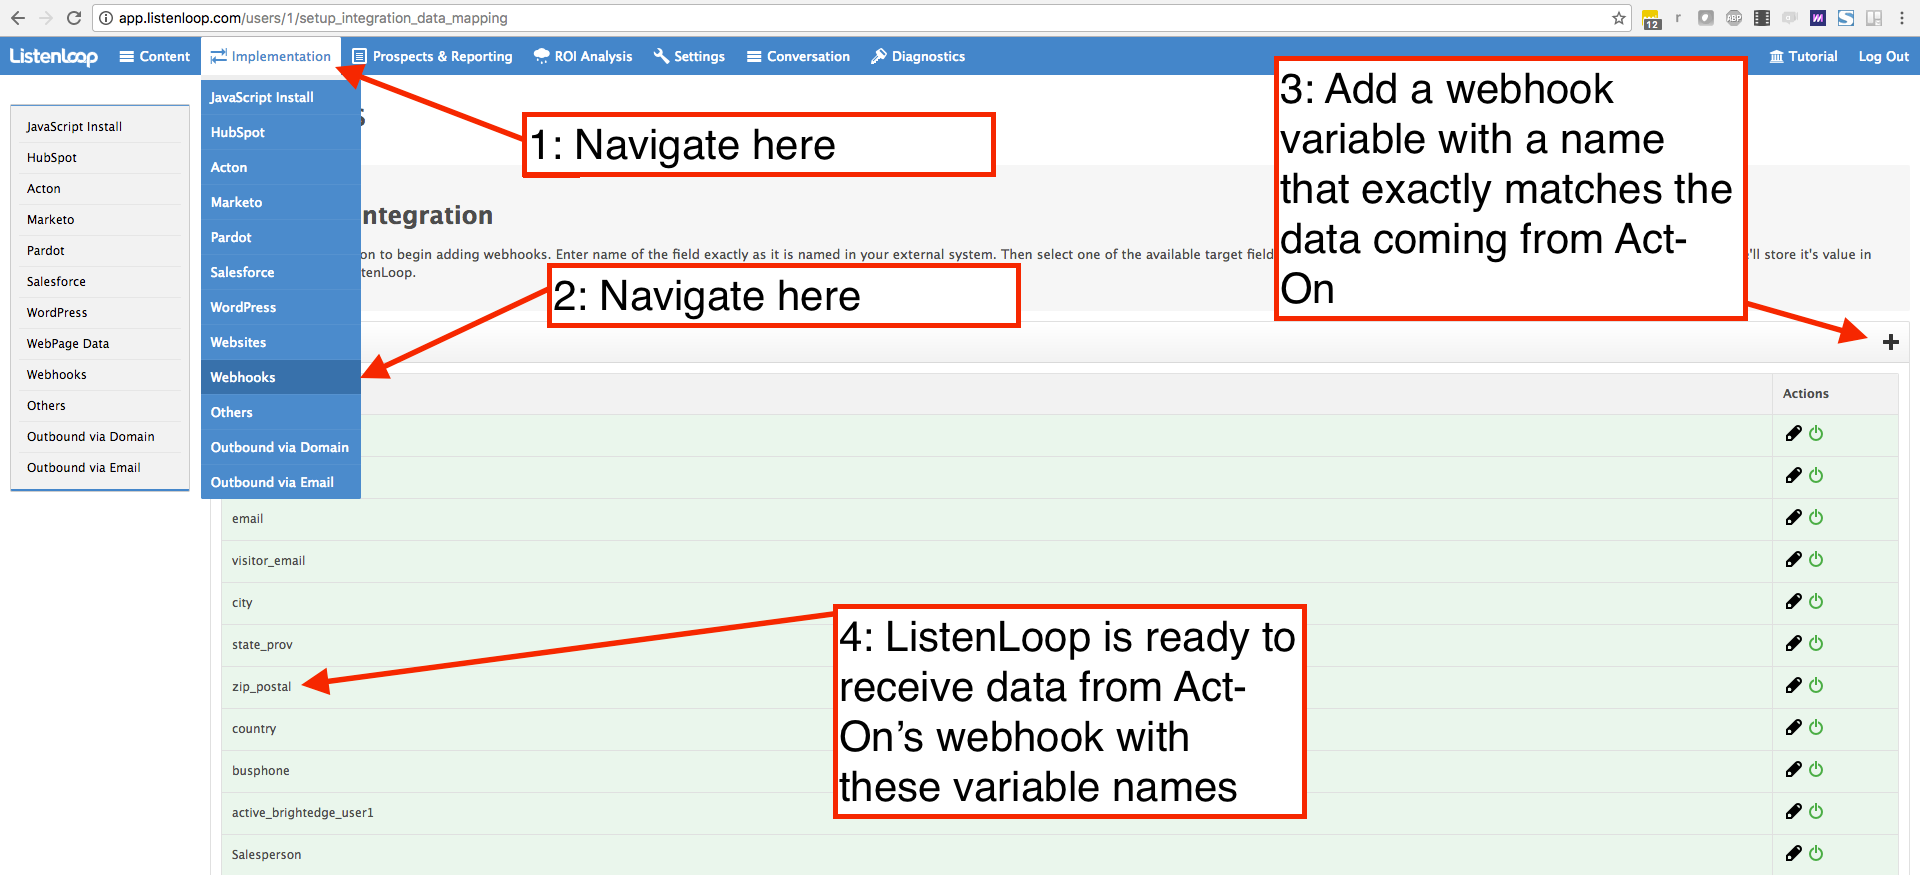 app.listenloop.com/users/1/setup_integration_data_mapping
12
r
ABP
ListenLoop
Content
Implementation
Prospects & Reporting
ROI Analysis
Settings
Conversation
Diagnostics
Tutorial
Log Out
JavaScript Install
HubSpot
Acton
Marketo
Pardot
Salesforce
WordPress
WebPage Data
Webhooks
Others
Outbound via Domain
Outbound via Email
JavaScript Install
HubSpot
Acton
Marketo
Pardot
Salesforce
WordPress
Websites
Webhooks
Others
Outbound via Domain
Outbound via Email
s
1: Navigate here
ntegration
on to begin adding webhooks. Enter name of the field exactly as it is named in your external system. Then select one of the available target field
'll store it's value in
tenLoop.
2: Navigate here
3: Add a webhook
variable with a name
that exactly matches the
data coming from Act-
On
Actions
email
visitor_email
city
state_prov
zip_postal
country
busphone
active_brightedge_user1
Salesperson
4: ListenLoop is ready to
receive data from Act-
On’s webhook with
these variable names